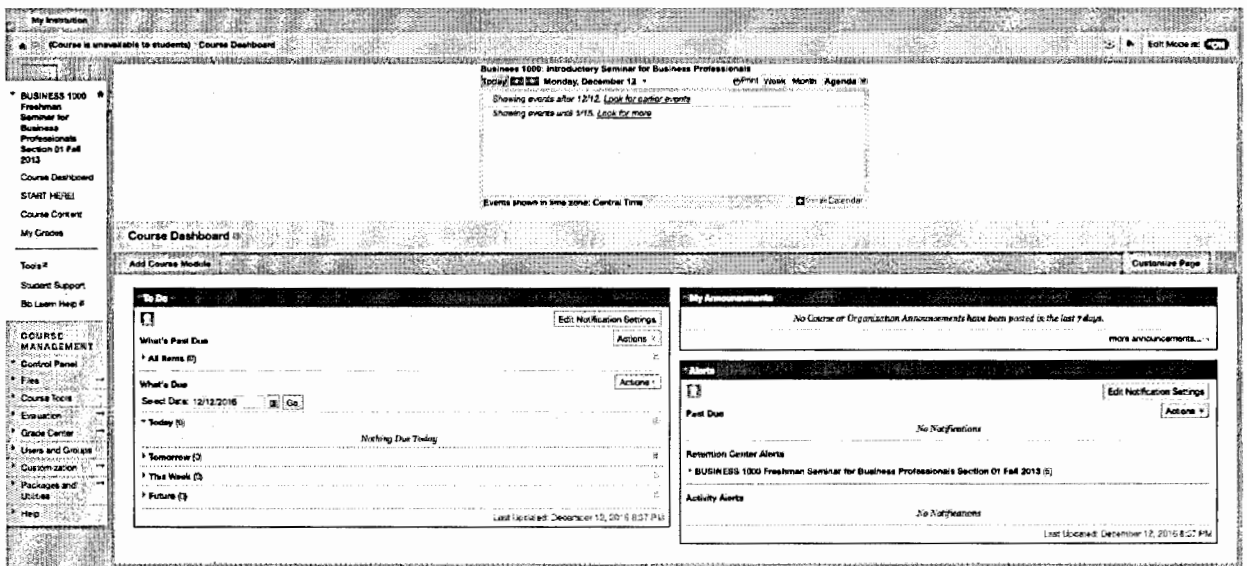 My Institution
(Course is unavailable to students) Course Dashboard
Edit Mode is: ON
BUSINESS 1000
Freshman
Seminar for
Business
Professionals
Section 01 Fall
2013
Course Dashboard
START HERE!
Course Content
My Grades
Tools
Student Support
Bb Learn Help
COURSE
MANAGEMENT
Control Panel
Files
Course Tools
Evaluation
Grade Center
Users and Groups
Customization
Packages and
Utilities
Help
Business 1000: Introductory Seminar for Business Professionals
Today Monday, December 12 Print Week Month Agenda
Showing events after 12/12. Look for earlier events
Showing events until 1/15. Look for more
Events shown in time zone: Central Time
Calendar
Course Dashboard
Add Course Module
Customize Page
To Do
Edit Notification Settings
What's Past Due
Actions
All Items (0)
What's Due
Actions
Select Date: 12/12/2016 Go
Today (0)
Nothing Due Today
Tomorrow (0)
This Week (0)
Future (0)
Last Updated: December 12, 2016 8:37 PM
My Announcements
No Course or Organization Announcements have been posted in the last 7 days.
more announcements...
Alerts
Edit Notification Settings
Past Due
Actions
No Notifications
Retention Center Alerts
BUSINESS 1000 Freshman Seminar for Business Professionals Section 01 Fall 2013
Activity Alerts
No Notifications
Last Updated: December 12, 2016 8:37 PM